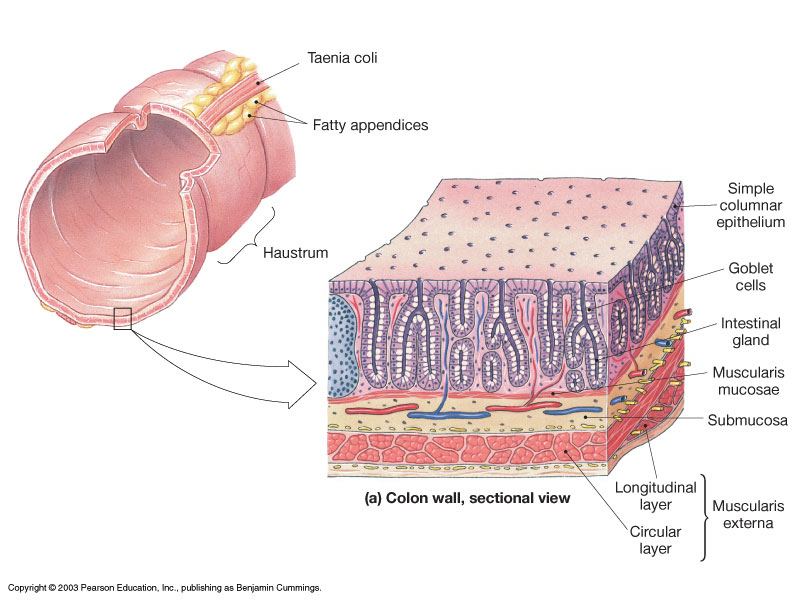 Taenia coli
Fatty appendices
Haustrum
Simple
columnar
epithelium
Goblet
cells
Intestinal
gland
Muscularis
mucosae
Submucosa
Longitudinal
layer
Circular
layer
Muscularis
externa
(a) Colon wall, sectional view
Copyright © 2003 Pearson Education, Inc., publishing as Benjamin Cummings.